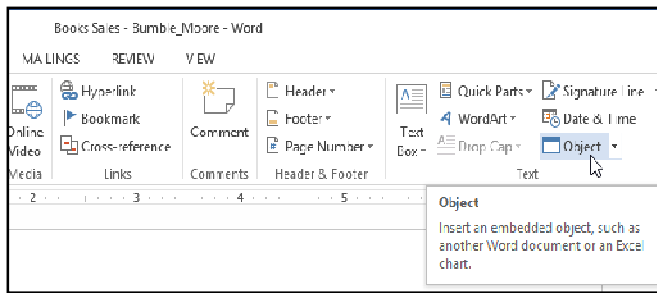 Books Sales - Bumble_Moore - Word
MAILINGS REVIEW VIEW
Hyperlink
Bookmark
Cross-reference
Online
Video
Comment
Header
Footer
Page Number
Text
Box
Quick Parts
WordArt
Drop Cap
Signature Line
Date & Time
Object
Media Links Comments Header & Footer Text
2 3 4 5
Object
Insert an embedded object, such as
another Word document or an Excel
chart.